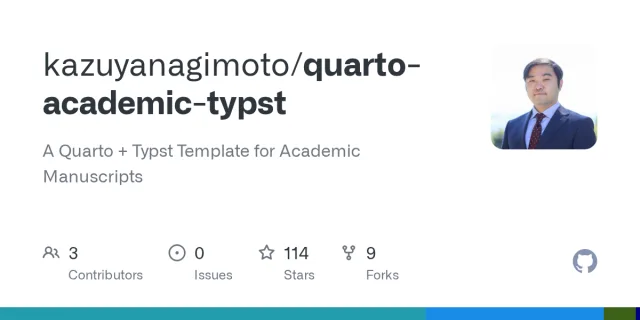 kazuyanagimoto/quarto-
academic-typst
A Quarto + Typst Template for Academic
Manuscripts
3 0 114 9
Contributors Issues Stars Forks